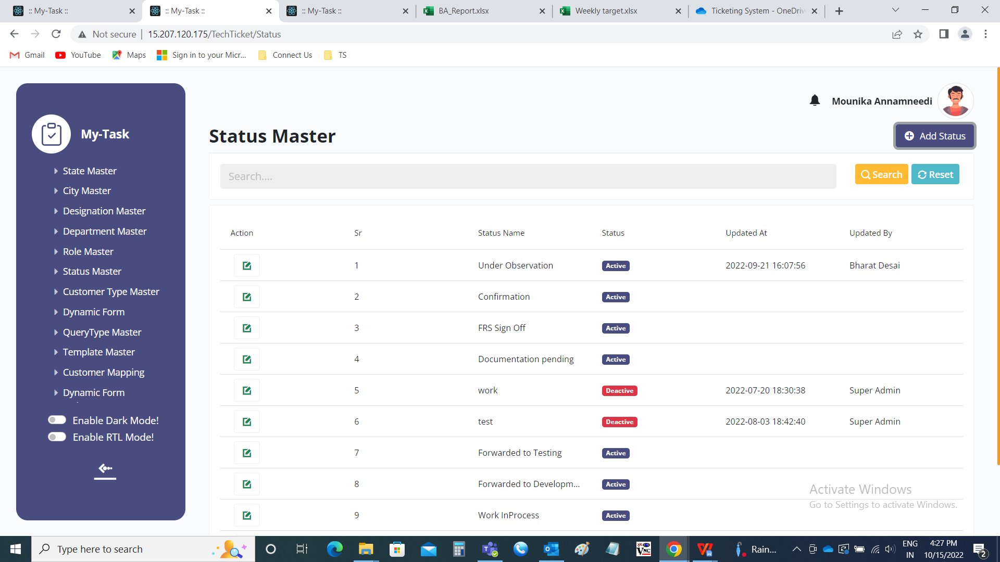 :: My-Task ::
:: My-Task ::
:: My-Task ::
BA_Report.xlsx
Weekly target.xlsx
Ticketing System - OneDriv
Not secure
15.207.120.175/TechTicket/Status
Gmail
YouTube
Maps
Sign in to your Micr...
Connect Us
TS
My-Task
State Master
City Master
Designation Master
Department Master
Role Master
Status Master
Customer Type Master
Dynamic Form
QueryType Master
Template Master
Customer Mapping
Dynamic Form
Enable Dark Mode!
Enable RTL Mode!
Mounika Annamneedi
Status Master
Add Status
Search....
Search
Reset
Action Sr Status Name Status Updated At Updated By
1 Under Observation Active 2022-09-21 16:07:56 Bharat Desai
2 Confirmation Active
3 FRS Sign Off Active
4 Documentation pending Active
5 work Deactive 2022-07-20 18:30:38 Super Admin
6 test Deactive 2022-08-03 18:42:40 Super Admin
7 Forwarded to Testing Active
8 Forwarded to Developm... Active
9 Work InProcess Active
Activate Windows
Go to Settings to activate Windows.
Type here to search
Rain...
ENG
IN
4:27 PM
10/15/2022
2